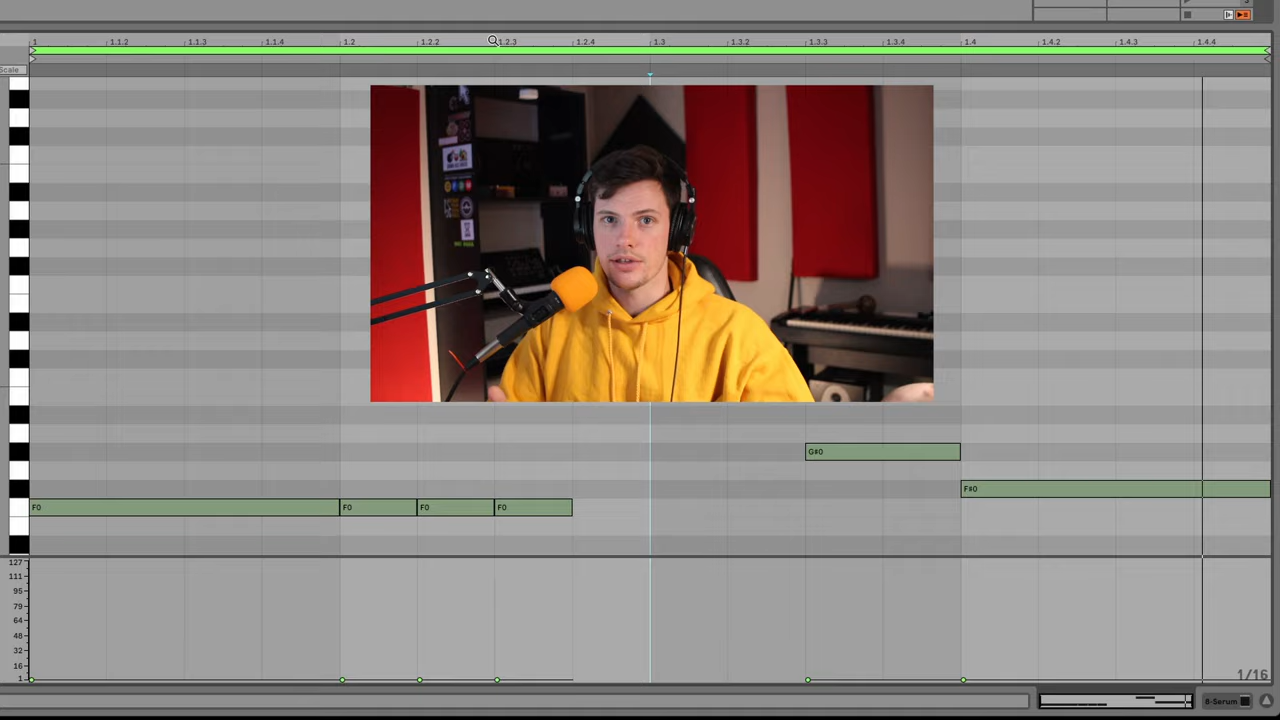 1 1.1.2 1.1.3 1.1.4 1.2 1.2.2 1.2.3 1.2.4 1.3 1.3.2 1.3.3 1.3.4 1.4 1.4.2 1.4.3 1.4.4
Scale
G#0
F#0
F0 F0 F0 F0
127
111
95
79
64
48
32
16
1
1/16
8-Serum